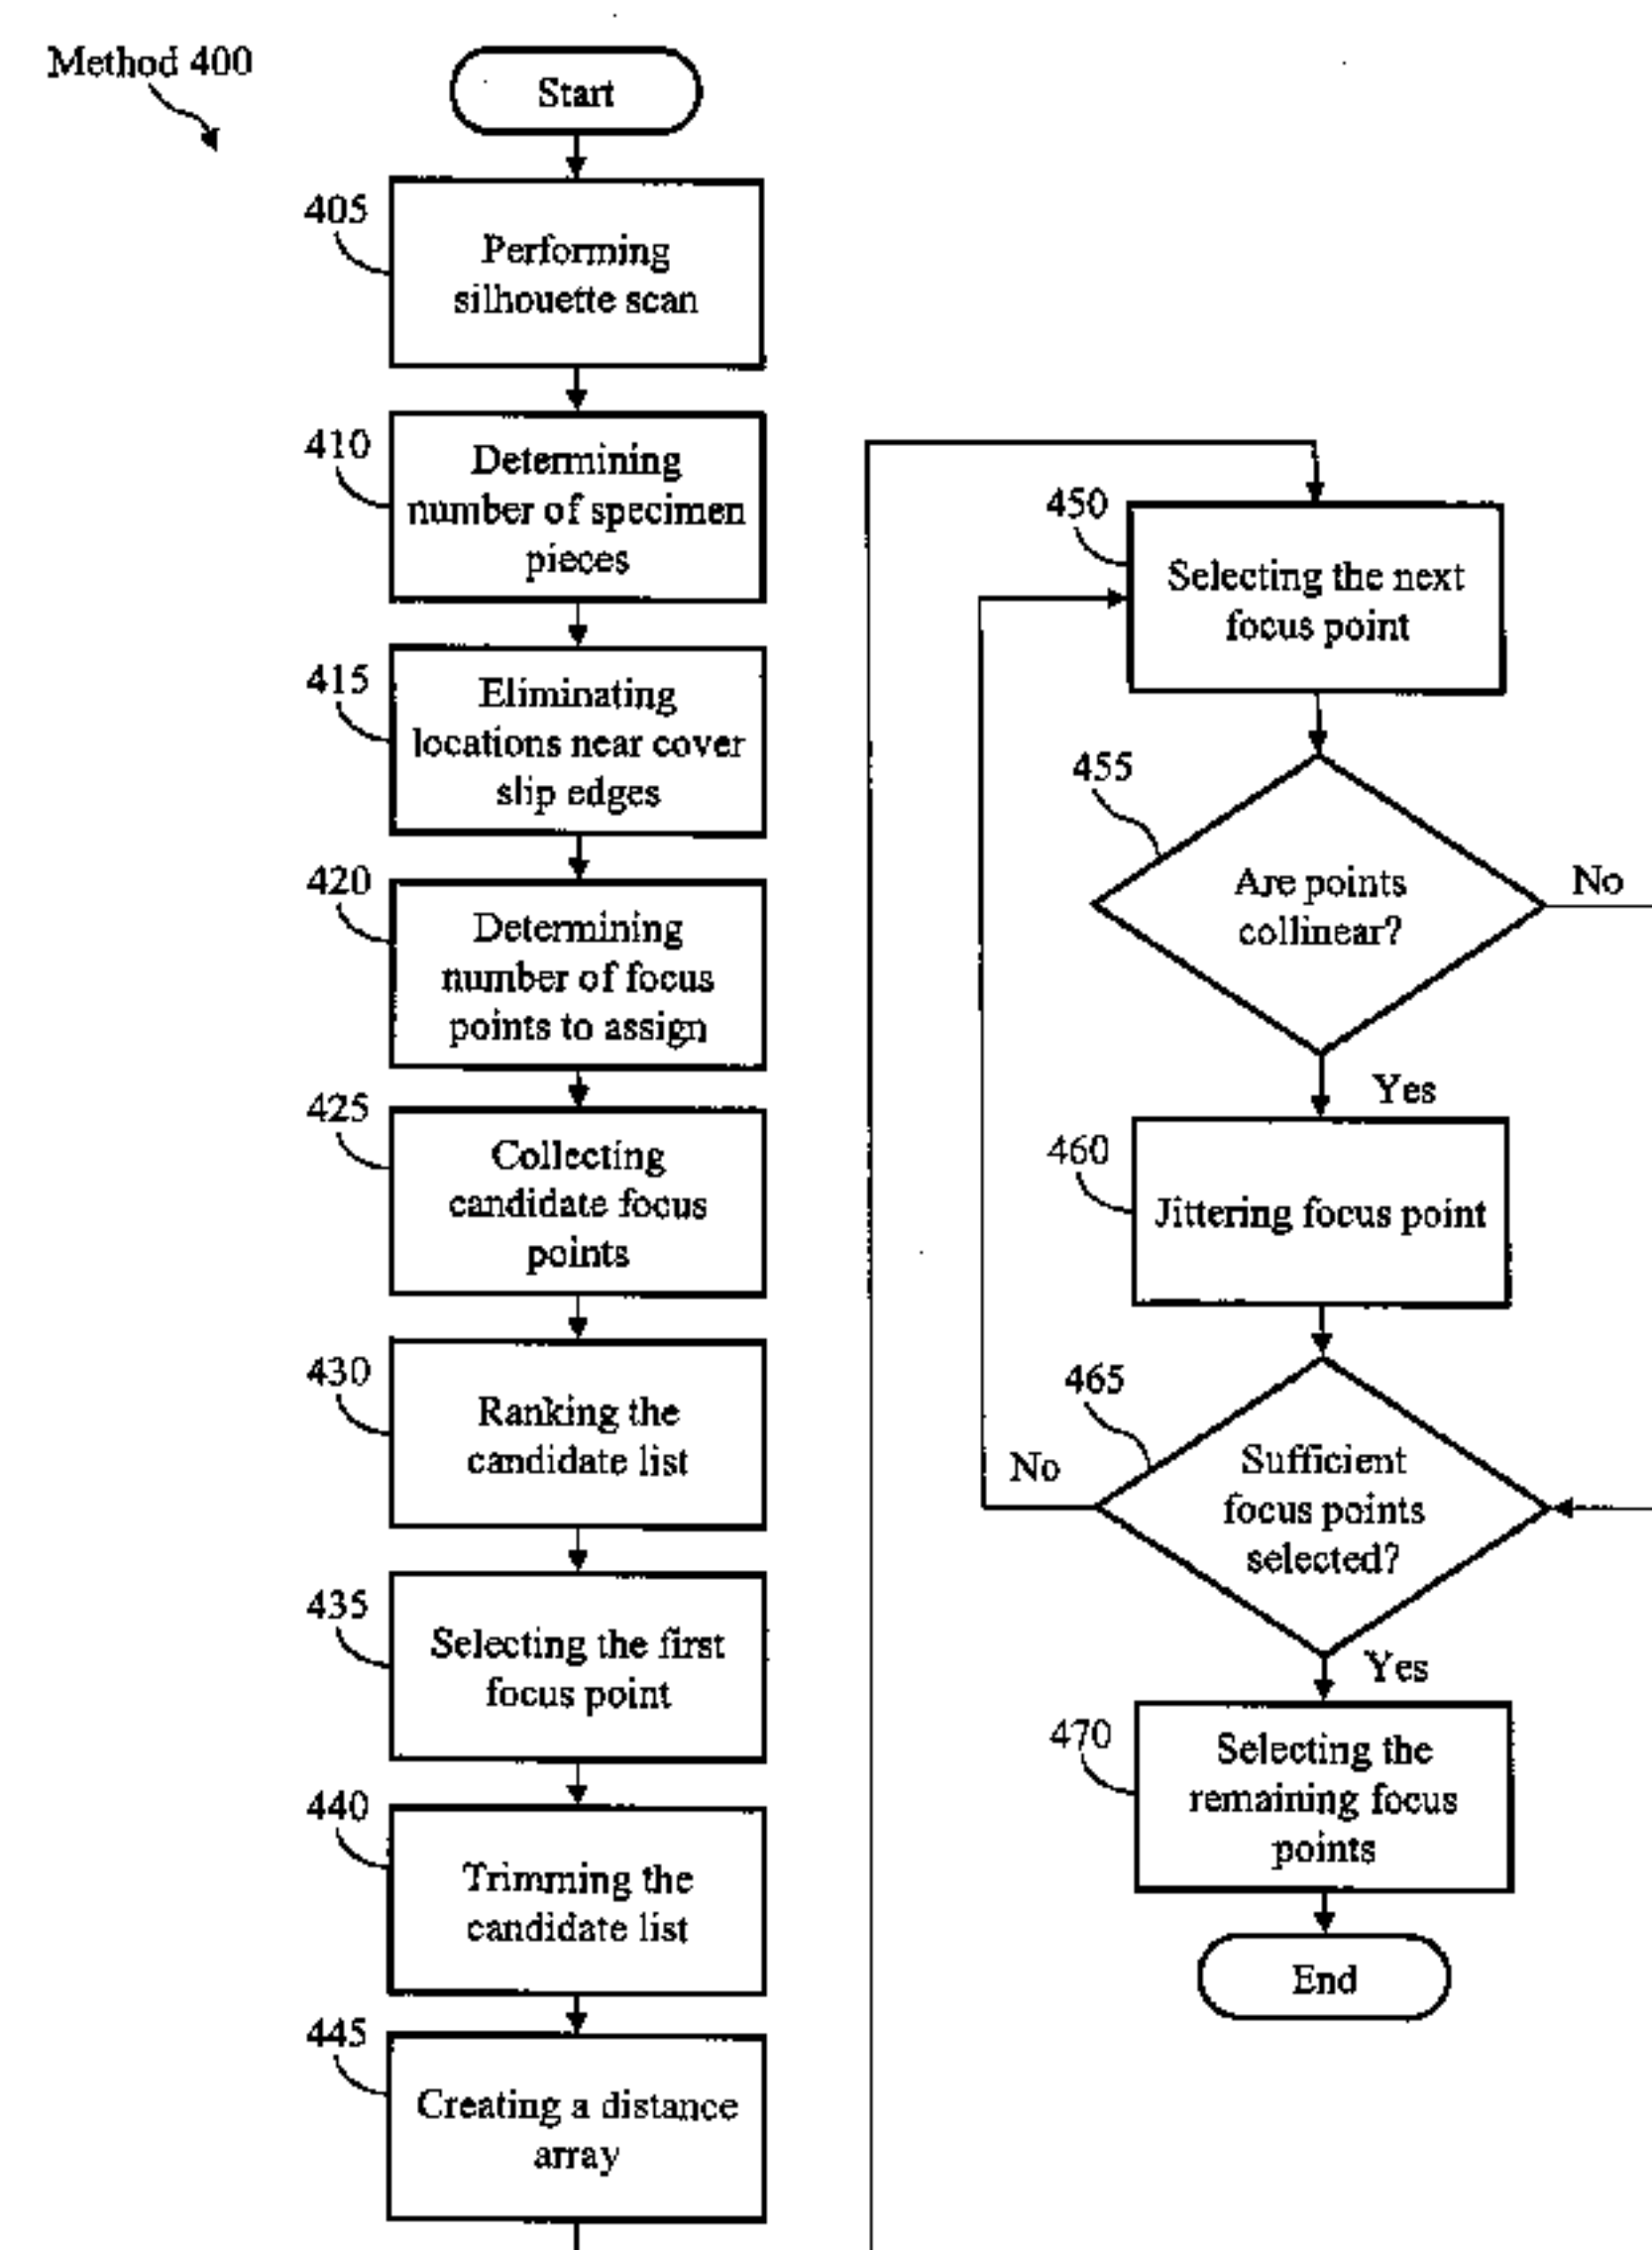 Method 400
Start
405
Performing
silhouette scan
410
Determining
number of specimen
pieces
415
Eliminating
locations near cover
slip edges
420
Determining
number of focus
points to assign
425
Collecting
candidate focus
points
430
Ranking the
candidate list
435
Selecting the first
focus point
440
Trimming the
candidate list
445
Creating a distance
array
450
Selecting the next
focus point
455
Are points
collinear?
No
Yes
460
Jittering focus point
465
Sufficient
focus points
selected?
No
Yes
470
Selecting the
remaining focus
points
End